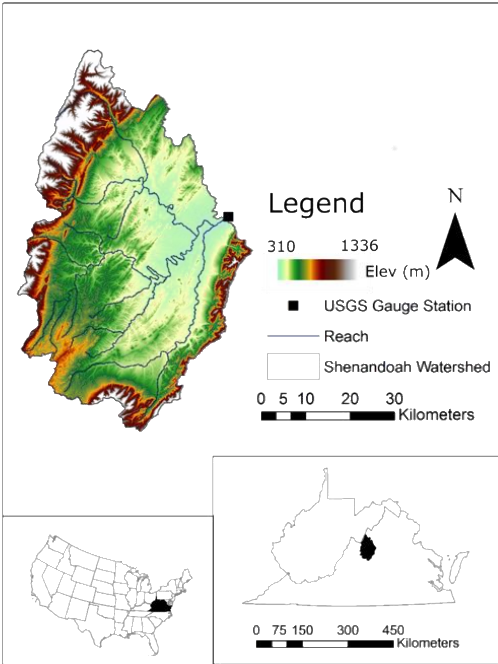 N
Legend
310 1336
Elev (m)
USGS Gauge Station
Reach
Shenandoah Watershed
0 5 10 20 30
Kilometers
0 75 150 300 450
Kilometers